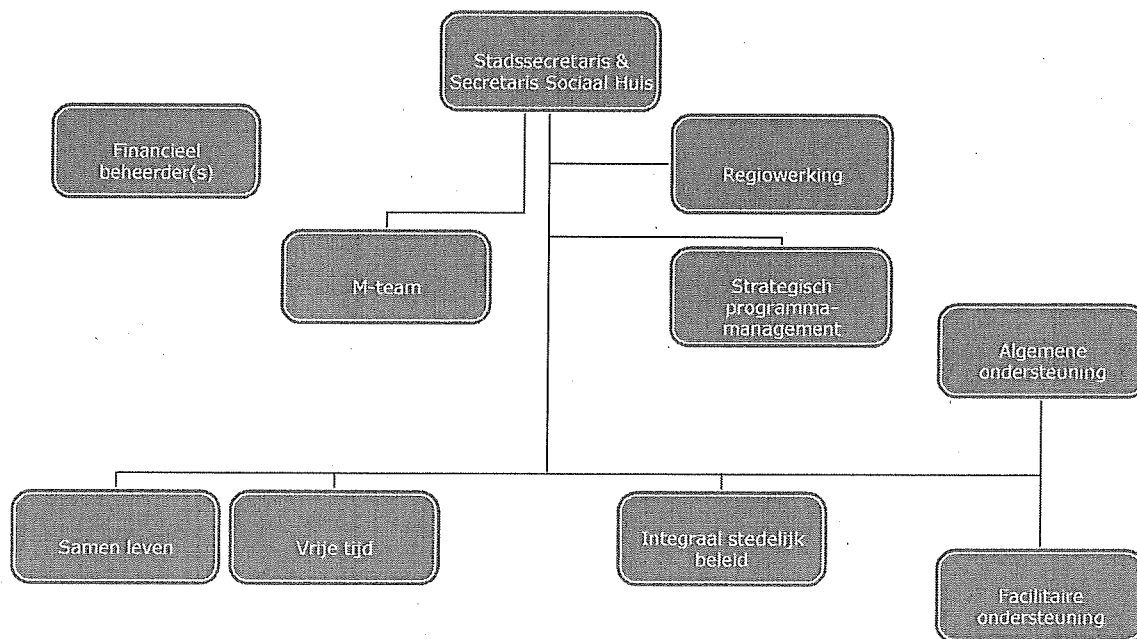 Stadssecretaris &
Secretaris Sociaal Huis
Financieel
beheerder(s)
Regiowerking
M-team
Strategisch
programma-
management
Algemene
ondersteuning
Samen leven
Vrije tijd
Integraal stedelijk
beleid
Facilitaire
ondersteuning